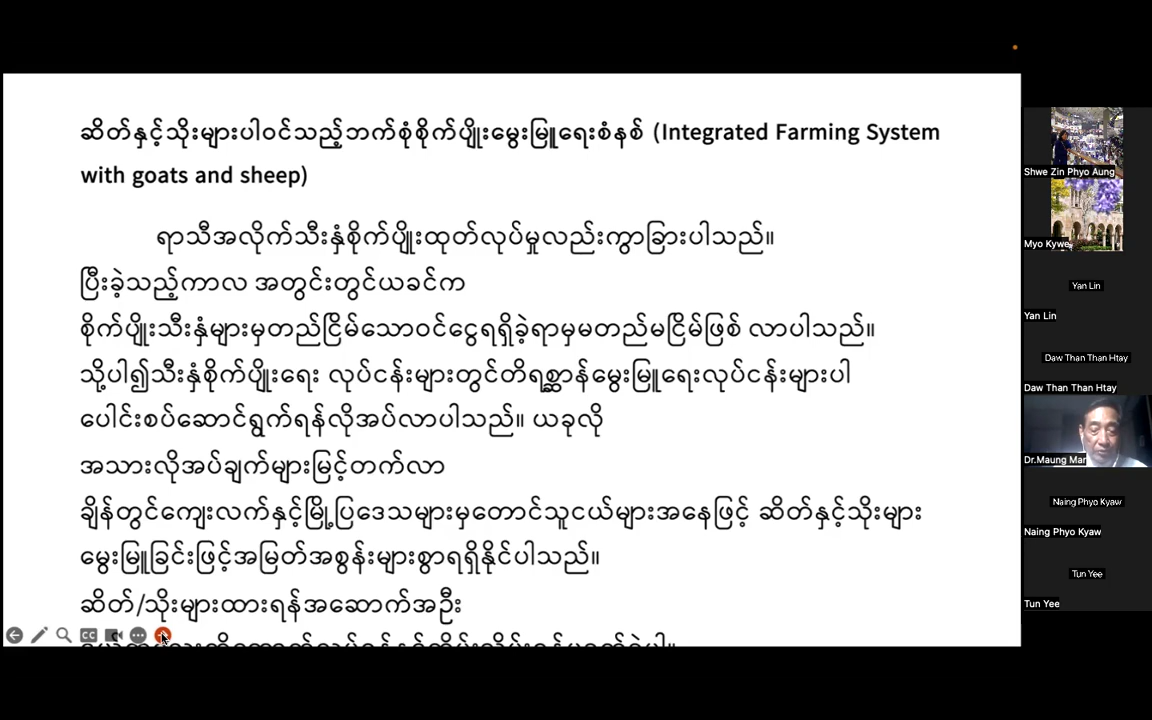 ဆိတ်နှင့်သိုးများပါဝင်သည့်ဘက်စုံစိုက်ပျိုးမွေးမြူရေးစံနစ် (Integrated Farming System
with goats and sheep)
ရာသီအလိုက်သီးနှံစိုက်ပျိုးထုတ်လုပ်မှုလည်းကွာခြားပါသည်။
ပြီးခဲ့သည့်ကာလ အတွင်းတွင်ယခင်က
စိုက်ပျိုးသီးနှံများမှတည်ငြိမ်သောဝင်ငွေရရှိခဲ့ရာမှမတည်မငြိမ်ဖြစ် လာပါသည်။
သို့ပါ၍သီးနှံစိုက်ပျိုးရေး လုပ်ငန်းများတွင်တိရစ္ဆာန်မွေးမြူရေးလုပ်ငန်းများပါ
ပေါင်းစပ်ဆောင်ရွက်ရန်လိုအပ်လာပါသည်။ ယခုလို
အသားလိုအပ်ချက်များမြင့်တက်လာ
ချိန်တွင်ကျေးလက်နှင့်မြို့ပြဒေသများမှတောင်သူငယ်များအနေဖြင့် ဆိတ်နှင့်သိုးများ
မွေးမြူခြင်းဖြင့်အမြတ်အစွန်းများစွာရရှိနိုင်ပါသည်။
ဆိတ်/သိုးများထားရန်အဆောက်အဦး
CC
Shwe Zin Phyo Aung
Myo Kywe
Yan Lin
Yan Lin
Daw Than Than Htay
Daw Than Than Htay
Dr.Maung Mar
Naing Phyo Kyaw
Naing Phyo Kyaw
Tun Yee
Tun Yee